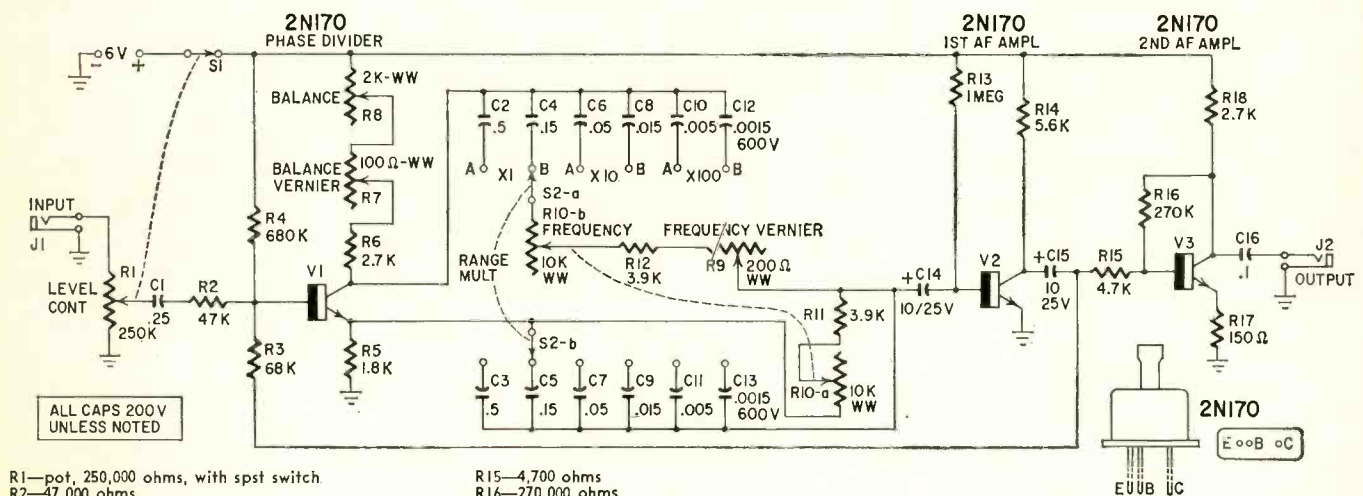 2N170
PHASE DIVIDER
2N170
1ST AF AMPL
2N170
2ND AF AMPL
6V
- +
S1
2K-WW
BALANCE
R8
100Ω-WW
BALANCE
VERNIER
R7
R4
680K
R6
2.7K
C2
.5
C4
.15
C6
.05
C8
.015
C10
.005
C12
.0015
600V
A X1 B A X10 B A X100 B
S2-a
R10-b
FREQUENCY
10K
WW
RANGE
MULT
R12
3.9K
FREQUENCY VERNIER
R9
200Ω
WW
R13
1MEG
R14
5.6K
R18
2.7K
R16
270K
INPUT
J1
R1
LEVEL
CONT
250K
C1
.25
R2
47K
V1
R3
68K
R5
1.8K
S2-b
C3
.5
C5
.15
C7
.05
C9
.015
C11
.005
C13
.0015
600V
R11
3.9K
R10-a
10K
WW
+C14
10/25V
V2
+C15
10
25V
R15
4.7K
V3
C16
.1
J2
OUTPUT
R17
150Ω
ALL CAPS 200V
UNLESS NOTED
2N170
E B C
E B C
R1—pot, 250,000 ohms, with spst switch
R2—47,000 ohms
R15—4,700 ohms
R16—270,000 ohms